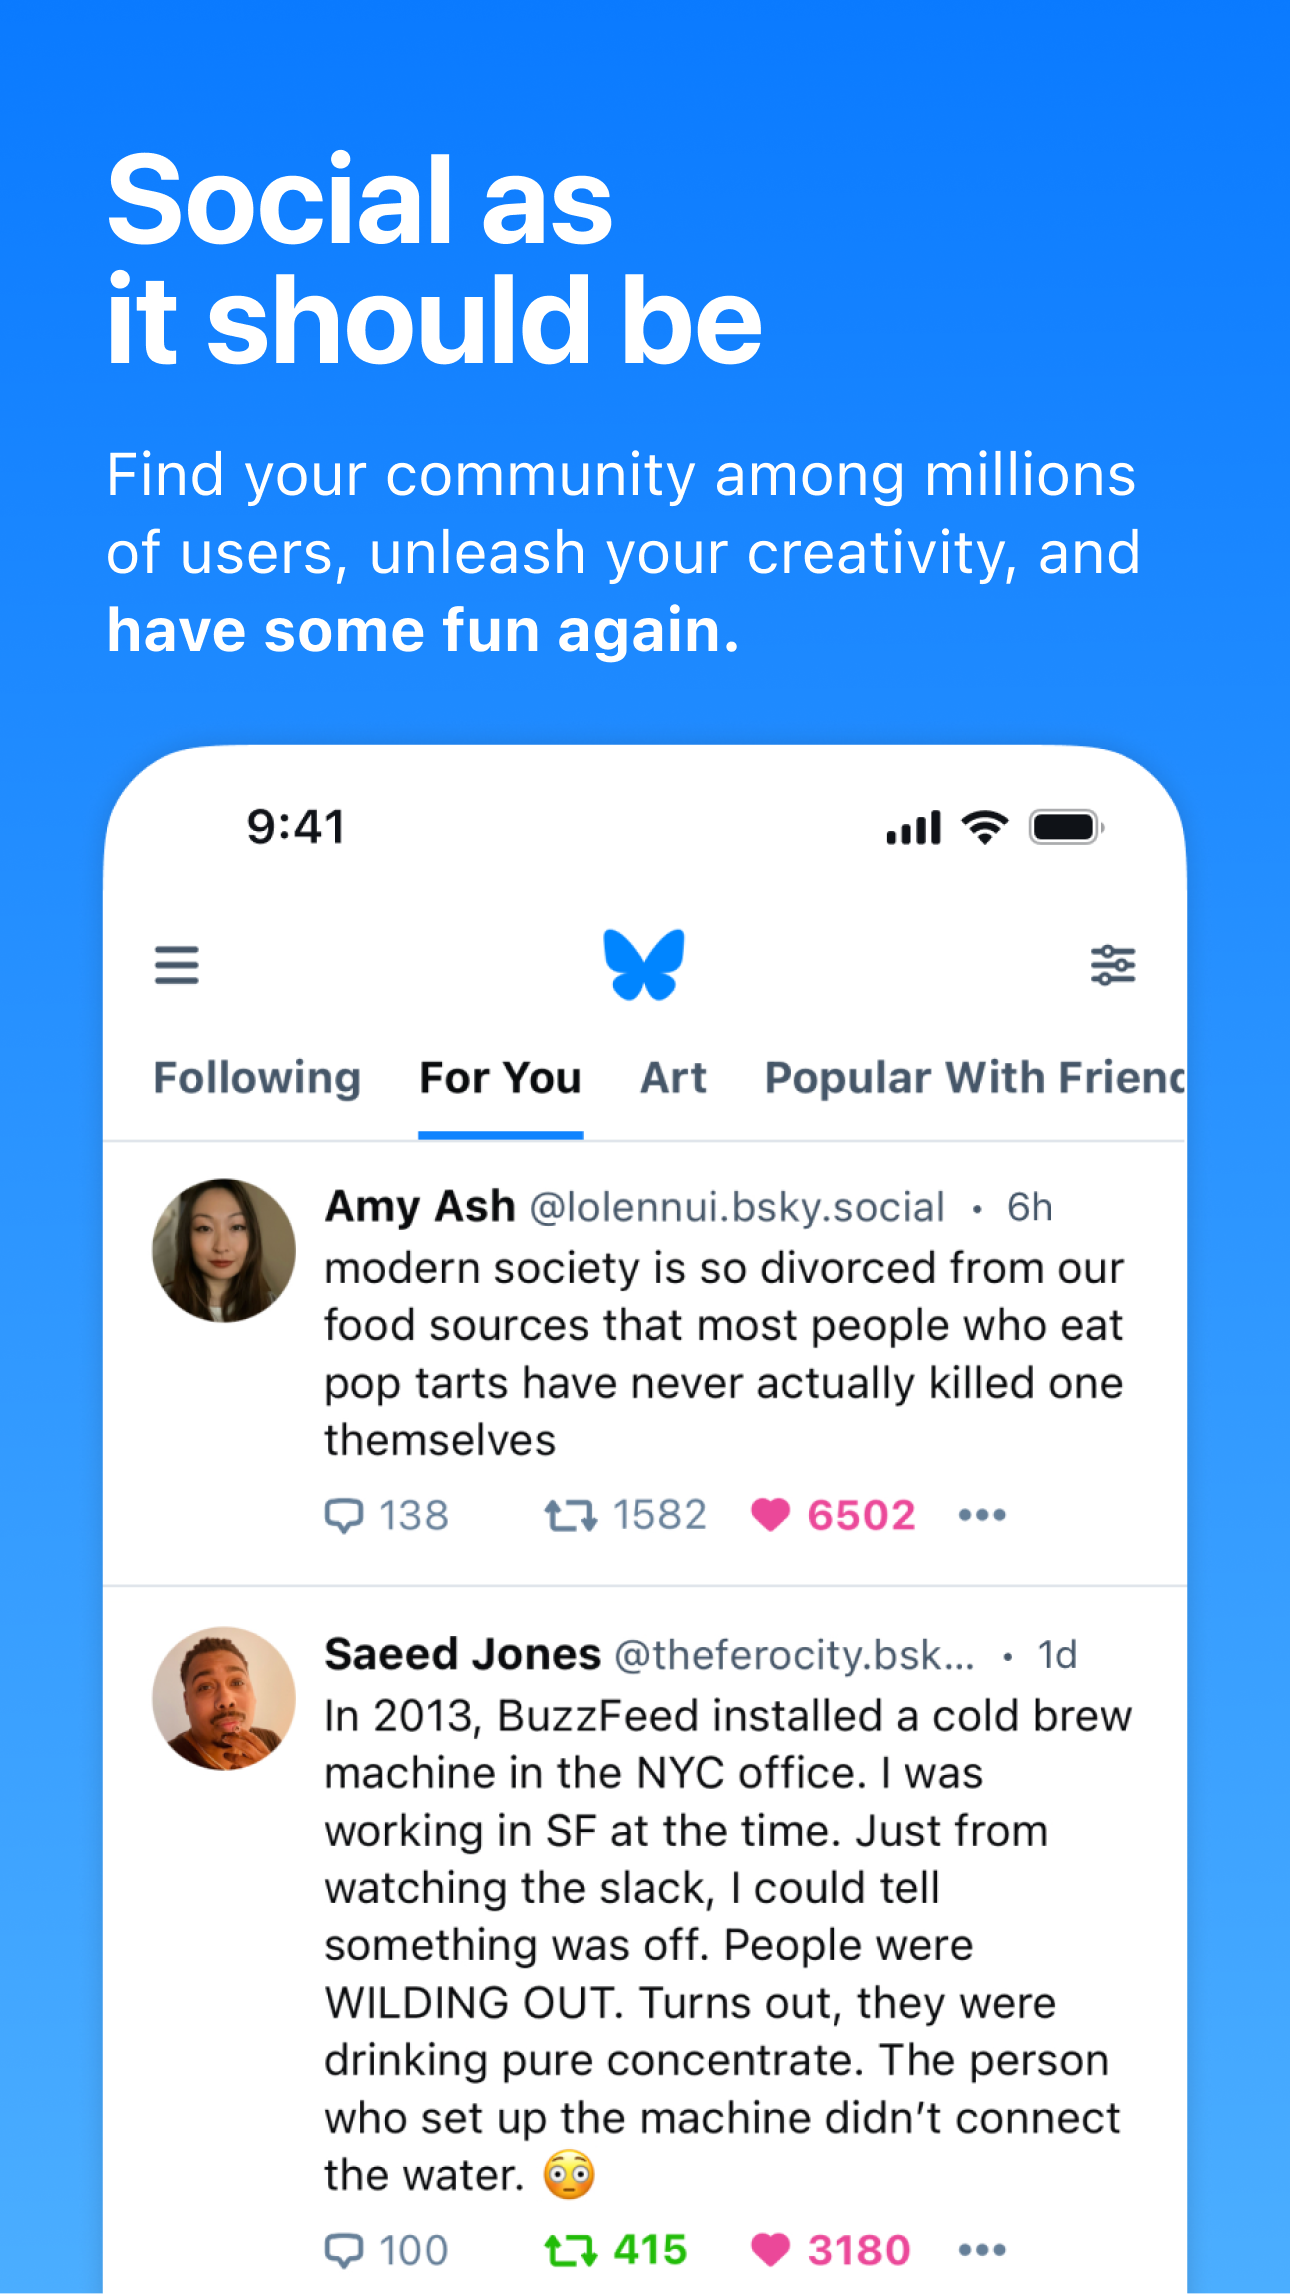 Social as
it should be
Find your community among millions
of users, unleash your creativity, and
have some fun again.
9:41
Following For You Art Popular With Friend
Amy Ash @lolennui.bsky.social · 6h
modern society is so divorced from our
food sources that most people who eat
pop tarts have never actually killed one
themselves
138 1582 6502
Saeed Jones @theferocity.bsk... · 1d
In 2013, BuzzFeed installed a cold brew
machine in the NYC office. I was
working in SF at the time. Just from
watching the slack, I could tell
something was off. People were
WILDING OUT. Turns out, they were
drinking pure concentrate. The person
who set up the machine didn’t connect
the water. 😳
100 415 3180